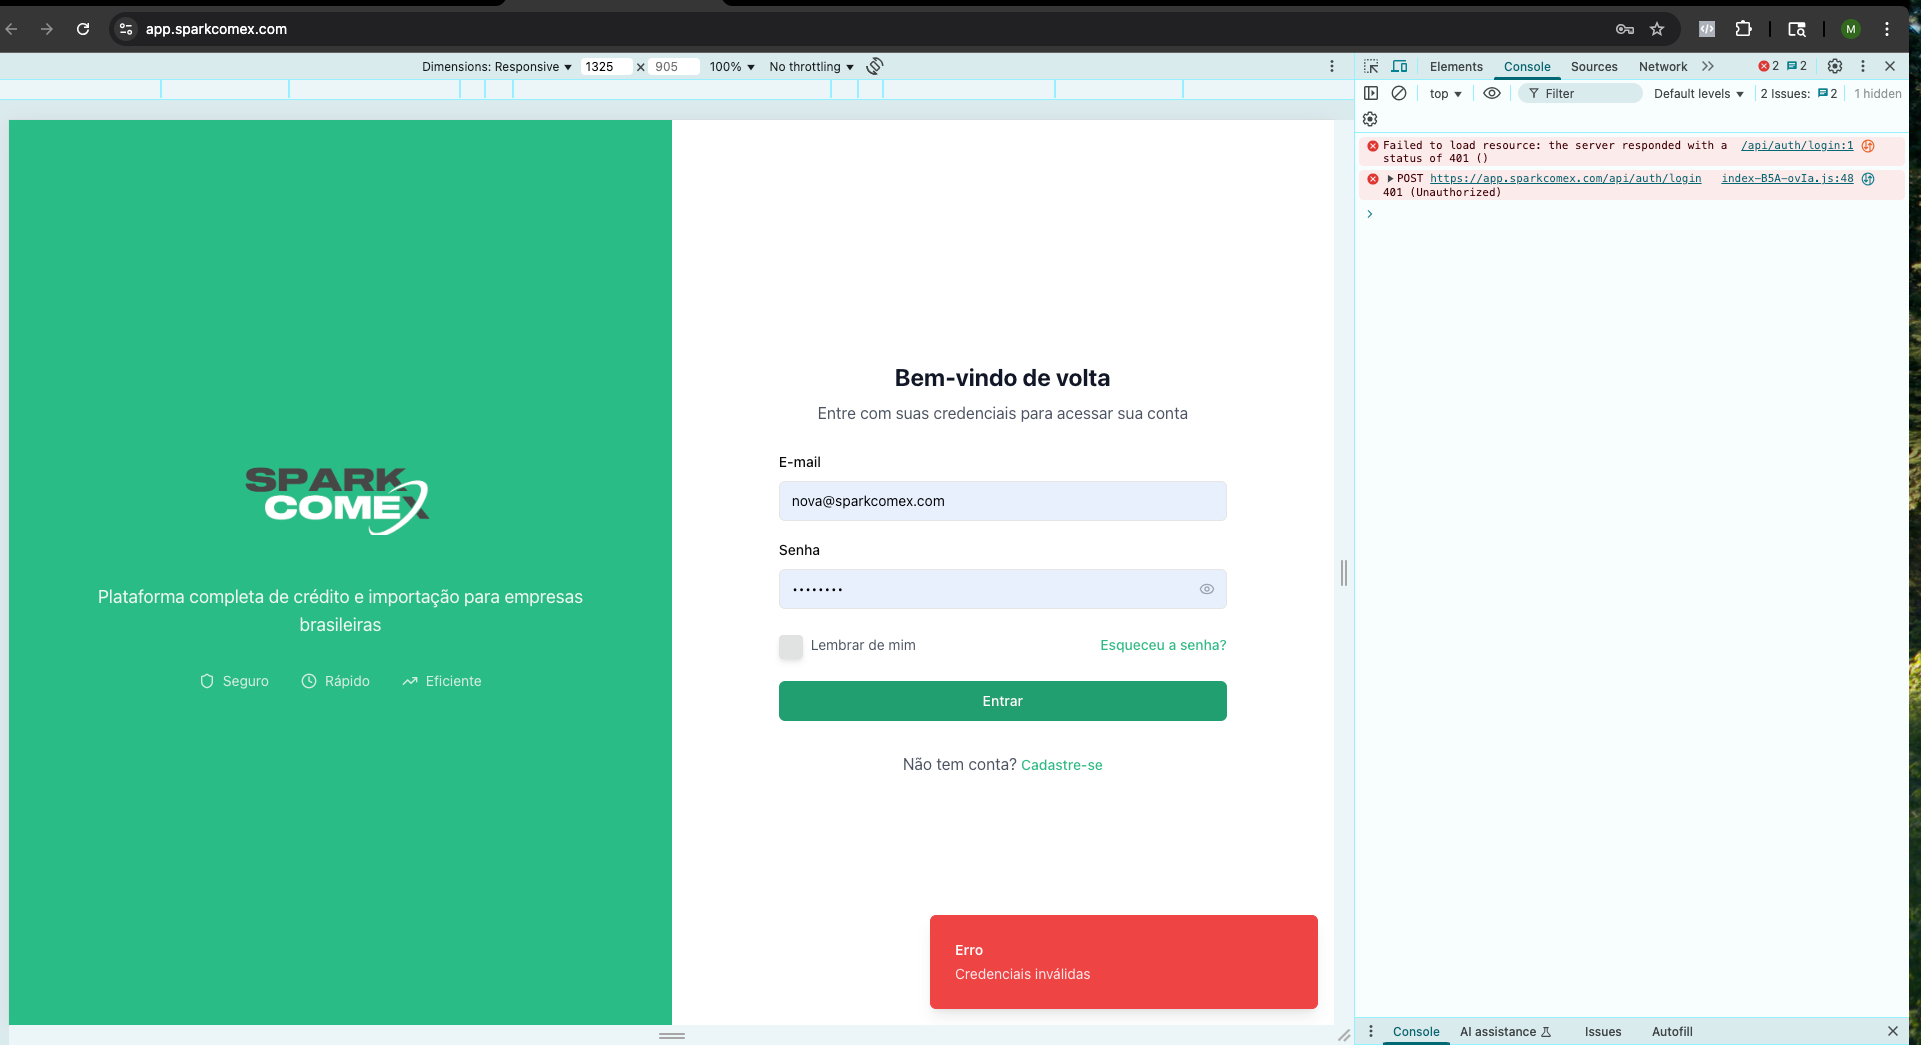 app.sparkcomex.com
M
Dimensions: Responsive
1325
×
905
100%
No throttling
Bem-vindo de volta
Entre com suas credenciais para acessar sua conta
E-mail
nova@sparkcomex.com
Senha
••••••••
Lembrar de mim
Esqueceu a senha?
Entrar
Não tem conta? Cadastre-se
SPARK
COMEX
Plataforma completa de crédito e importação para empresas
brasileiras
Seguro
Rápido
Eficiente
Erro
Credenciais inválidas
Elements
Console
Sources
Network
2
2
top
Filter
Default levels
2 Issues:
2
1 hidden
Failed to load resource: the server responded with a /api/auth/login:1
status of 401 ()
POST https://app.sparkcomex.com/api/auth/login index-B5A-ovIa.js:48
401 (Unauthorized)
Console
AI assistance
Issues
Autofill